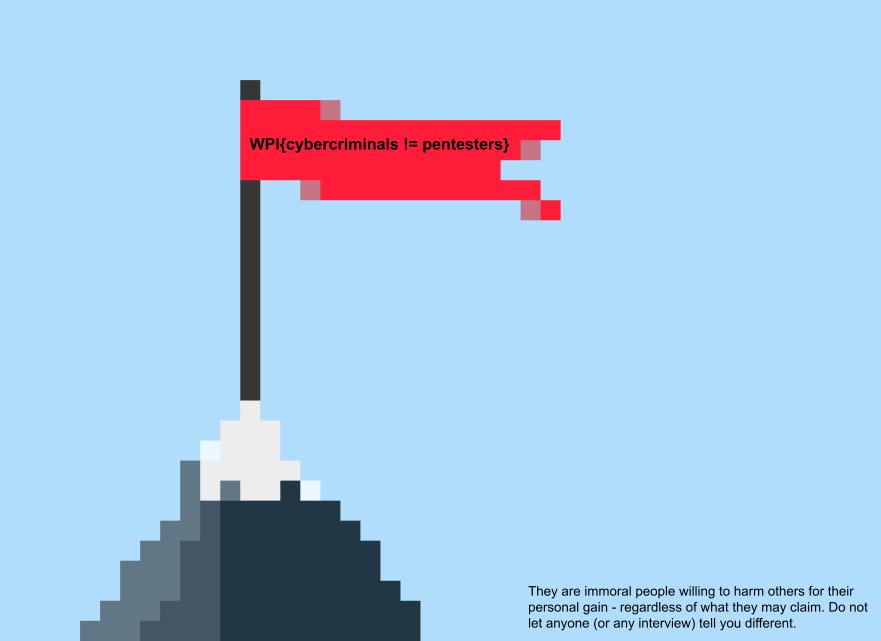 WPI{cybercriminals != pentesters}
They are immoral people willing to harm others for their
personal gain - regardless of what they may claim. Do not
let anyone (or any interview) tell you different.